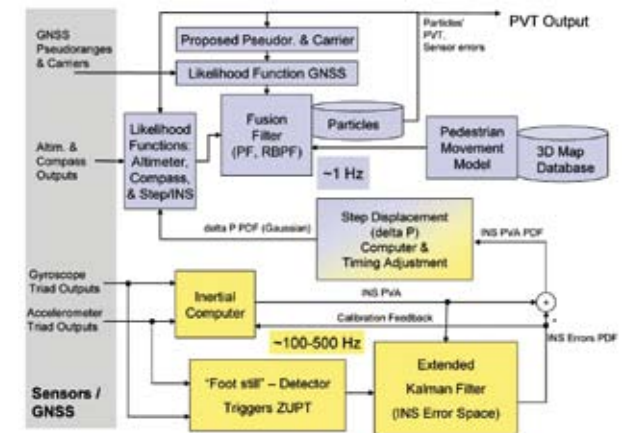 GNSS
Pseudoranges
& Carriers
Particles'
PVT,
Sensor errors
PVT Output
Proposed Pseudor. & Carrier
Likelihood Function GNSS
Altim. &
Compass
Outputs
Likelihood
Functions:
Altimeter,
Compass,
& Step/INS
Fusion
Filter
(PF, RBPF)
Particles
Pedestrian
Movement
Model
3D Map
Database
~1 Hz
delta P PDF (Gaussian)
Step Displacement
(delta P)
Computer &
Timing Adjustment
INS PVA PDF
Gyroscope
Triad Outputs
Accelerometer
Triad Outputs
Inertial
Computer
INS PVA
+
-
Calibration Feedback
INS Errors PDF
~100-500 Hz
"Foot still" – Detector
Triggers ZUPT
Extended
Kalman Filter
(INS Error Space)
Sensors /
GNSS